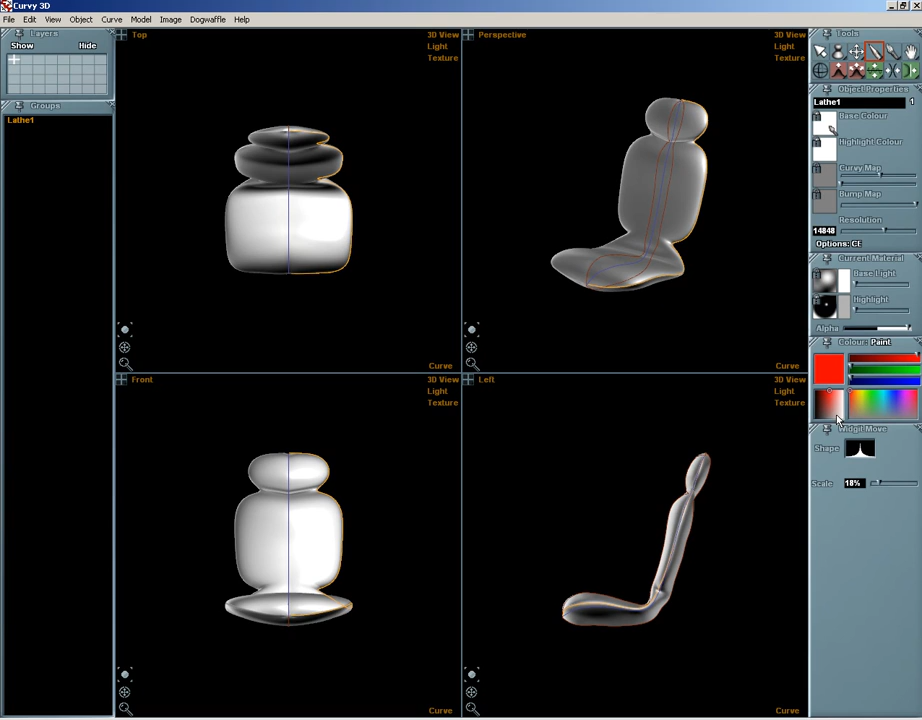 Curvy 3D
File Edit View Object Curve Model Image Dogwaffle Help
Layers
Show Hide
Groups
Lathe1
Top 3D View
Light
Texture
Curve
Perspective 3D View
Light
Texture
Curve
Front 3D View
Light
Texture
Curve
Left 3D View
Light
Texture
Curve
Tools
Object Properties
Lathe1 1
Base Colour
Highlight Colour
Curvy Map
Bump Map
Resolution
14848
Options: CE
Current Material
Base Light
Highlight
Alpha
Colour: Paint
Widgit Move
Shape
Scale 18%